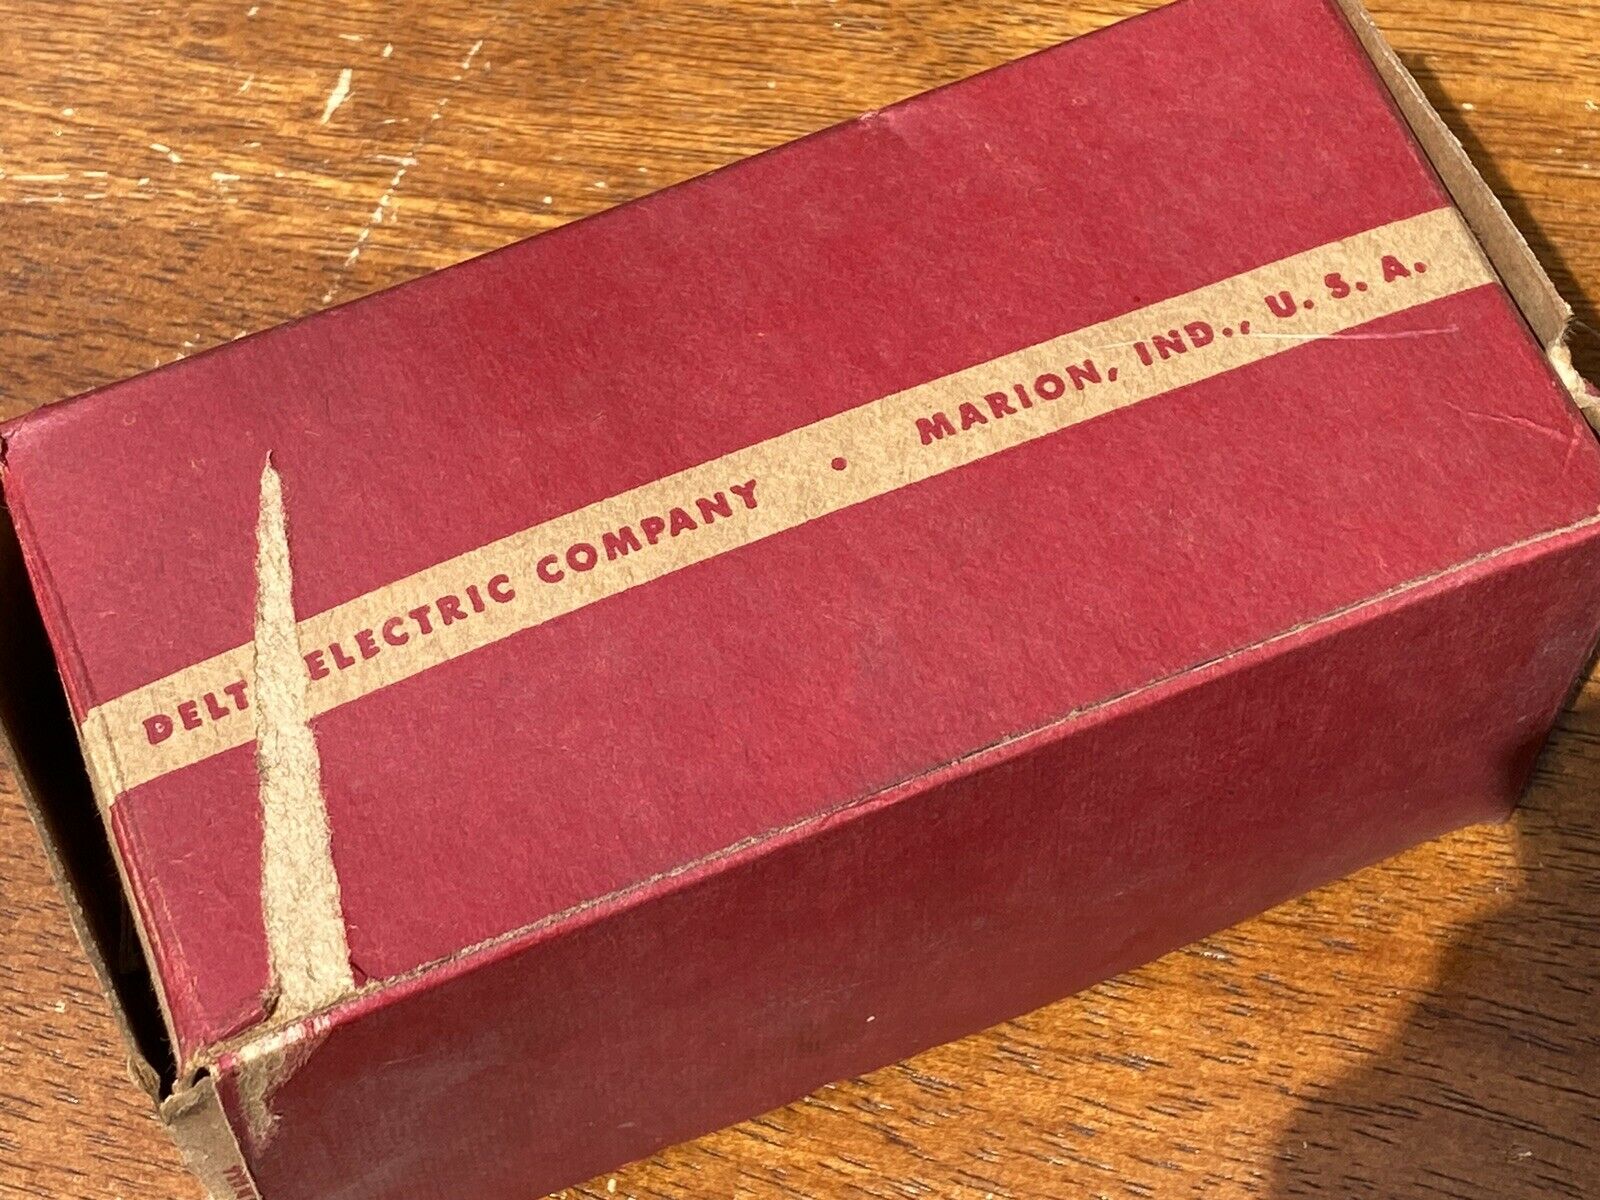 DELT ELECTRIC COMPANY • MARION, IND., U. S. A.